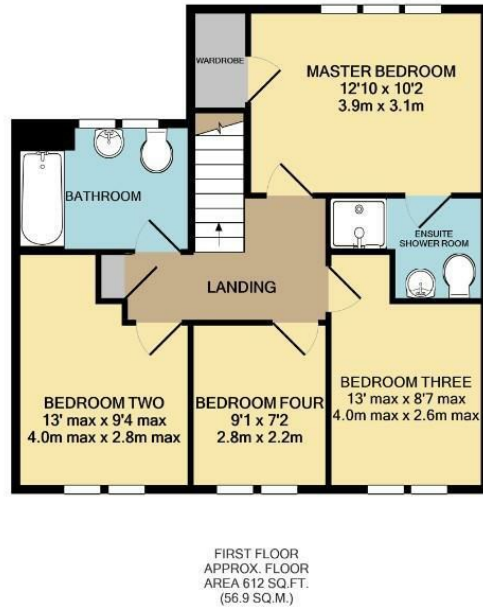 WARDROBE
MASTER BEDROOM
12'10 x 10'2
3.9m x 3.1m
BATHROOM
ENSUITE
SHOWER ROOM
LANDING
BEDROOM TWO
13' max x 9'4 max
4.0m max x 2.8m max
BEDROOM FOUR
9'1 x 7'2
2.8m x 2.2m
BEDROOM THREE
13' max x 8'7 max
4.0m max x 2.6m max
FIRST FLOOR
APPROX. FLOOR
AREA 612 SQ.FT.
(56.9 SQ.M.)